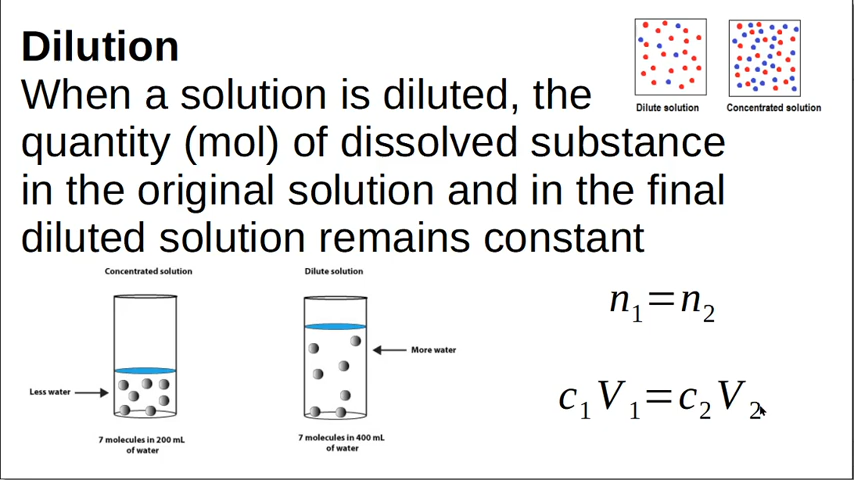 Dilution
When a solution is diluted, the
quantity (mol) of dissolved substance
in the original solution and in the final
diluted solution remains constant
Dilute solution
Concentrated solution
Concentrated solution
Less water
7 molecules in 200 mL
of water
Dilute solution
More water
7 molecules in 400 mL
of water
n₁=n₂
c₁V₁=c₂V₂